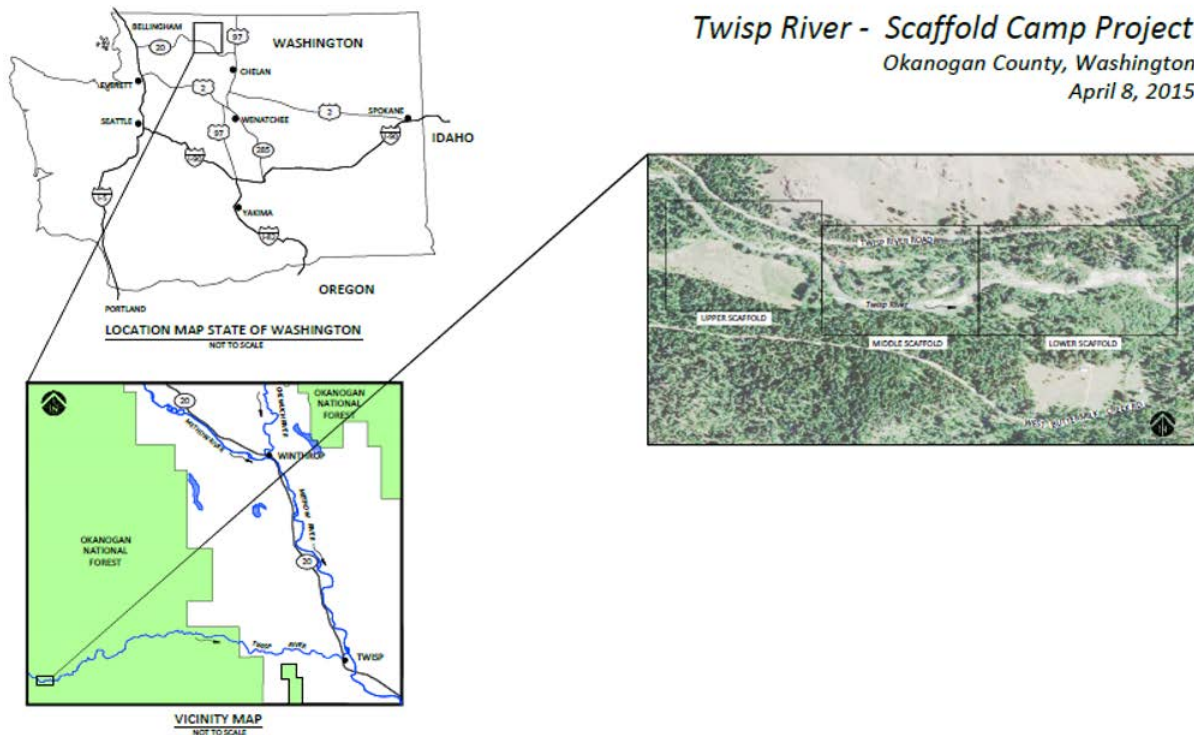 Twisp River - Scaffold Camp Project
Okanogan County, Washington
April 8, 2015
BELLINGHAM
20
97
WASHINGTON
CHELAN
EVERETT
2
2
SPOKANE
SEATTLE
WENATCHEE
97
I-90
IDAHO
I-90
285
I-5
YAKIMA
I-82
OREGON
PORTLAND
LOCATION MAP STATE OF WASHINGTON
NOT TO SCALE
TWISP RIVER ROAD
Twisp River
UPPER SCAFFOLD
MIDDLE SCAFFOLD
LOWER SCAFFOLD
N
OKANOGAN
NATIONAL
FOREST
20
METHOW RIVER
WINTHROP
METHOW RIVER
20
OKANOGAN
NATIONAL
FOREST
TWISP RIVER
TWISP
VICINITY MAP
NOT TO SCALE